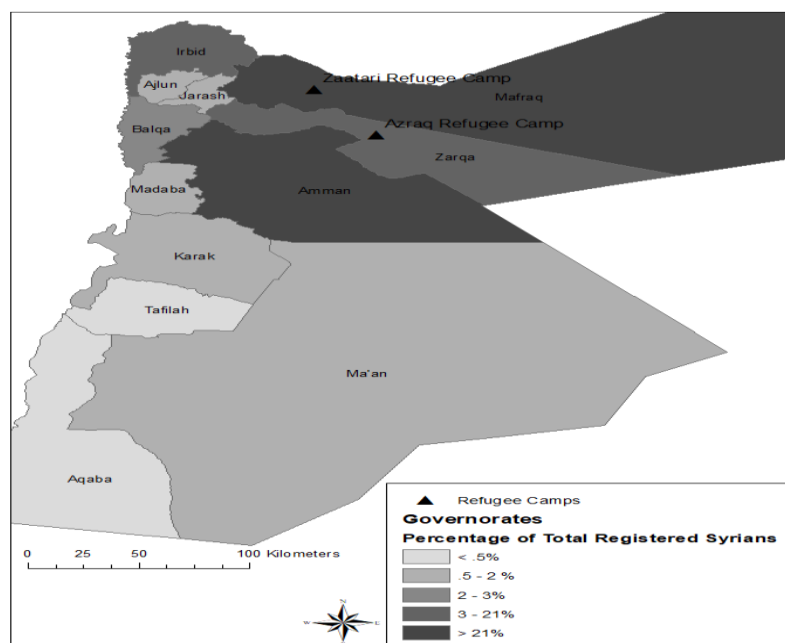 Irbid
Zaatari Refugee Camp
Ajlun
Jarash
Mafraq
Azraq Refugee Camp
Balqa
Zarqa
Madaba
Amman
Karak
Tafilah
Ma'an
Aqaba
Refugee Camps
Governorates
Percentage of Total Registered Syrians
< .5%
.5 - 2 %
2 - 3%
3 - 21%
> 21%
0 25 50 100 Kilometers
N
W E
S